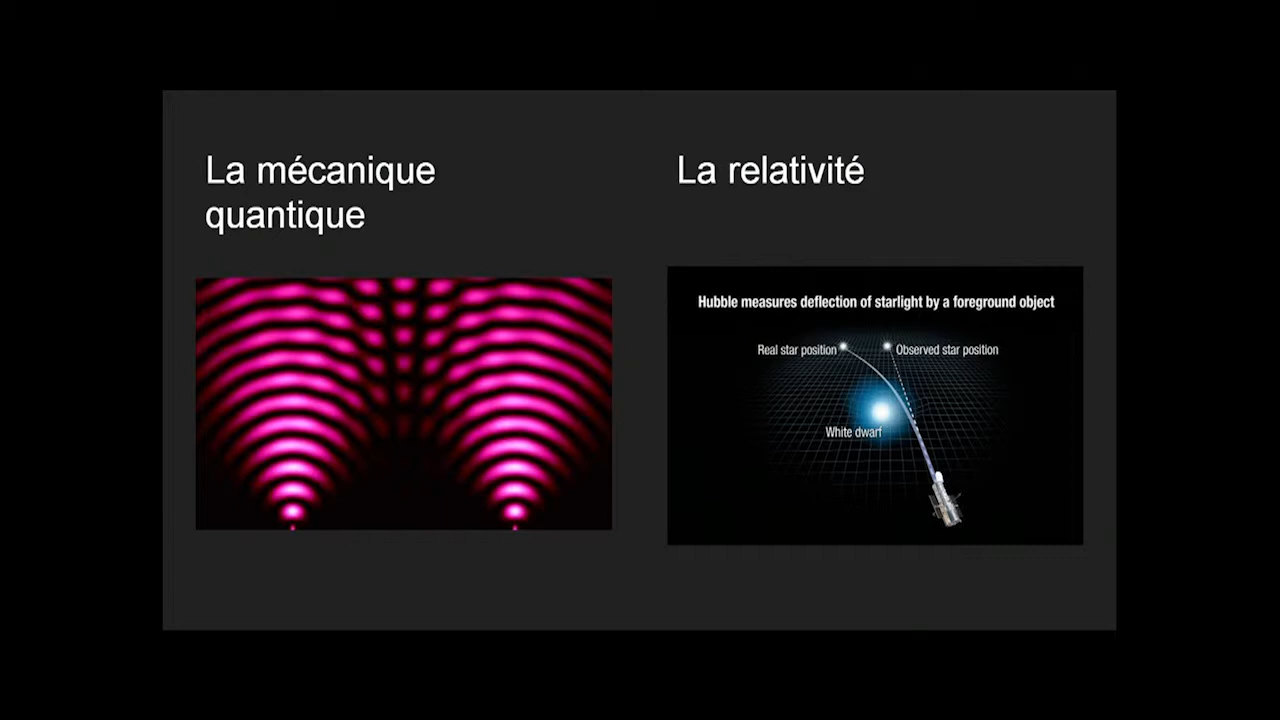 La mécanique
quantique
La relativité
Hubble measures deflection of starlight by a foreground object
Real star position
Observed star position
White dwarf